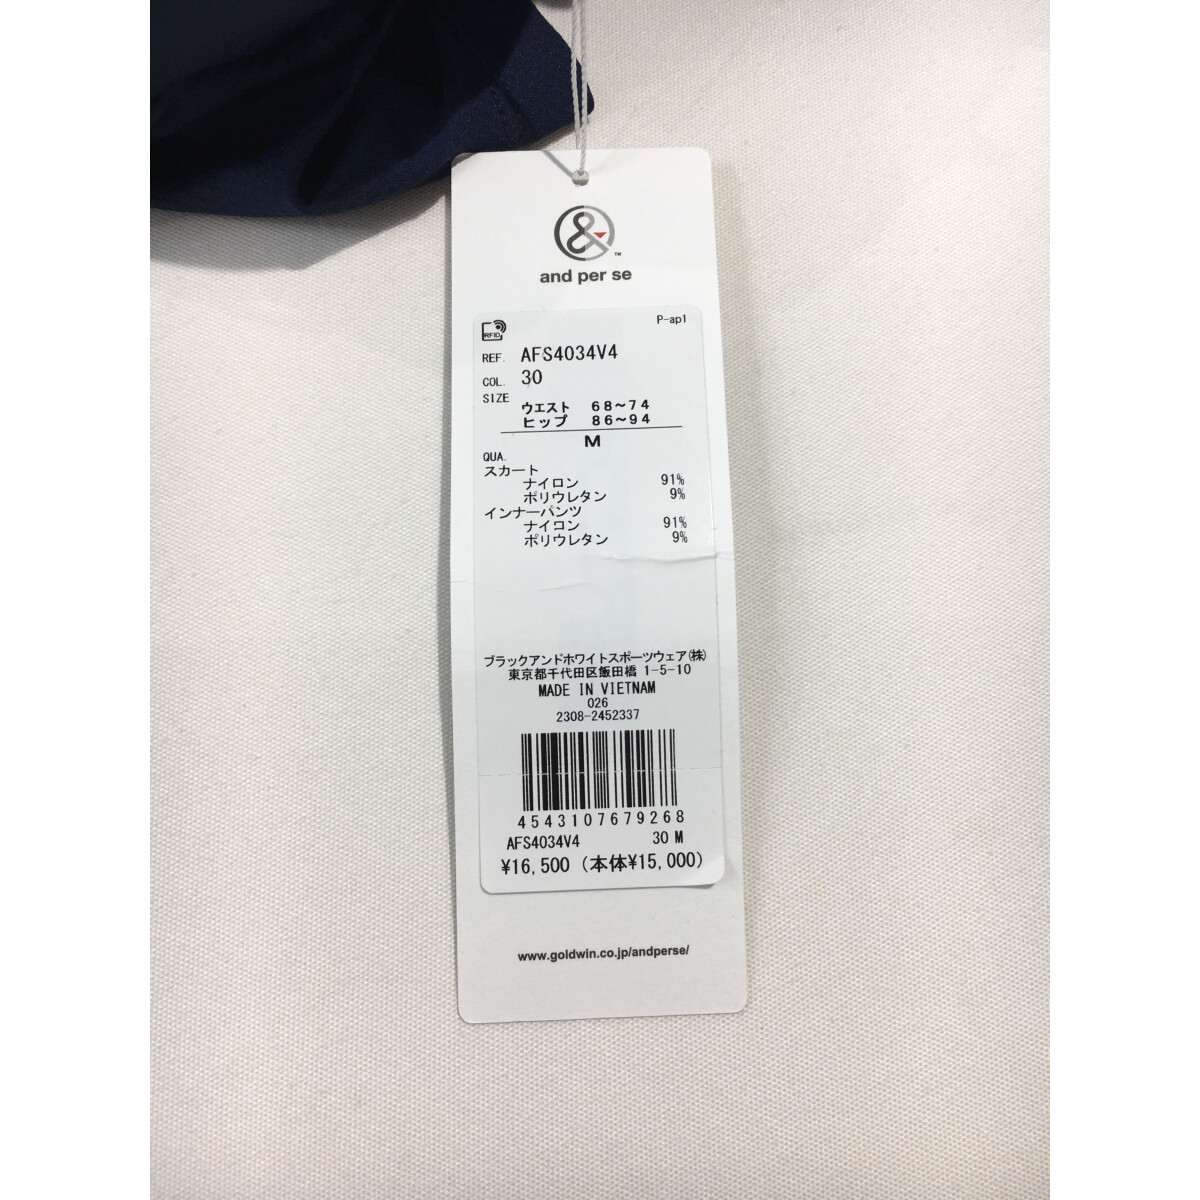 &
TM
and per se
P-ap1
RFID
REF. AFS4034V4
COL. 30
SIZE
ウエスト 68～74
ヒップ 86～94
M
QUA.
スカート
ナイロン 91%
ポリウレタン 9%
インナーパンツ
ナイロン 91%
ポリウレタン 9%
ブラックアンドホワイトスポーツウェア(株)
東京都千代田区飯田橋 1-5-10
MADE IN VIETNAM
026
2308-2452337
4543107679268
AFS4034V4 30 M
¥16,500 (本体¥15,000)
www.goldwin.co.jp/andperse/